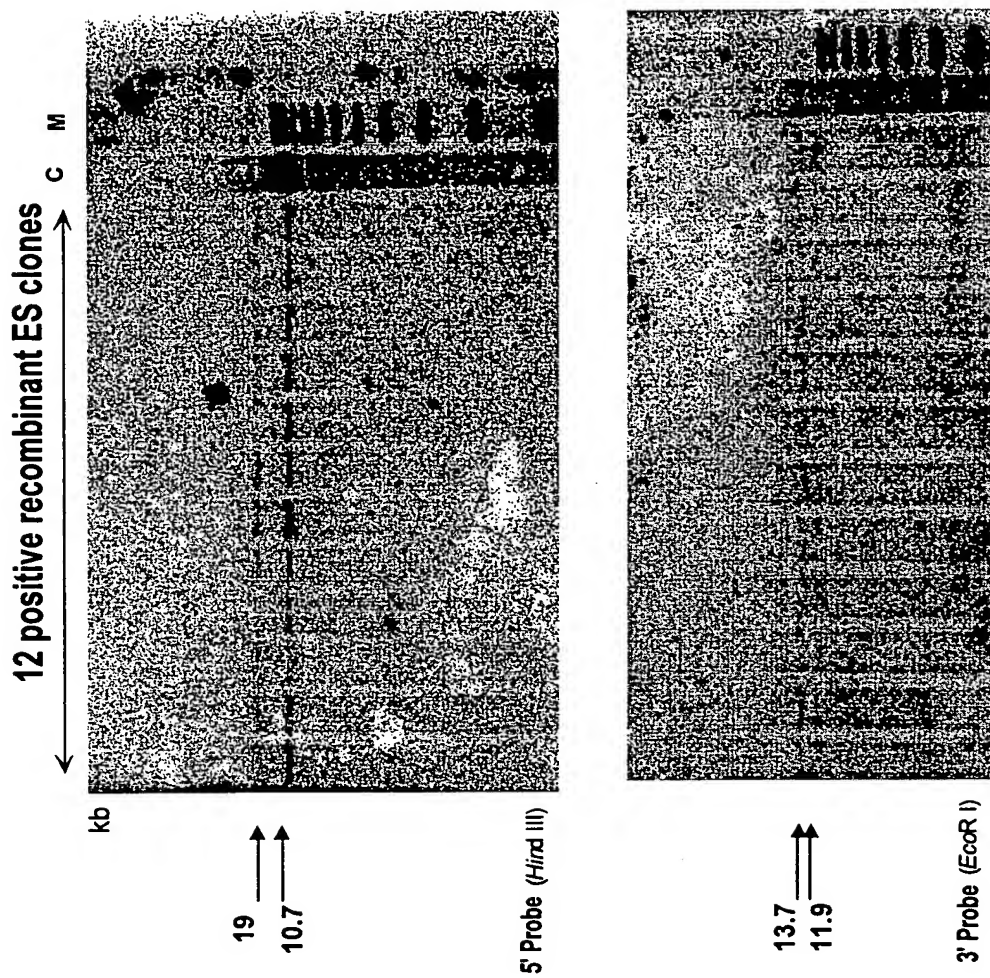 12 positive recombinant ES clones
C
M
kb
19
10.7
5' Probe (Hind III)
13.7
11.9
3' Probe (EcoR I)